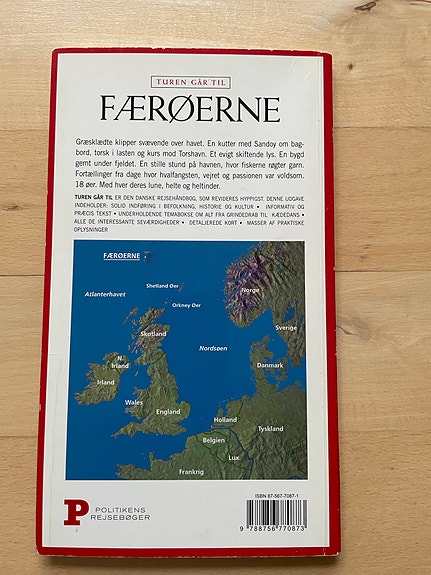 TUREN GÅR TIL
FÆRØERNE
Græsklædte klipper svævende over havet. En kutter med Sandoy om bag-
bord, torsk i lasten og kurs mod Torshavn. Et evigt skiftende lys. En bygd
gemt under fjeldet. En stille stund på havnen, hvor fiskerne røgter garn.
Fortællinger fra dage hvor hvalfangsten, vejret og passionen var voldsom.
18 øer. Med hver deres lune, helte og heltinder.
TUREN GÅR TIL ER DEN DANSKE REJSEHÅNDBOG, SOM REVIDERES HYPPIGST. DENNE UDGAVE
INDEHOLDER: SOLID INDFØRING I BEFOLKNING, HISTORIE OG KULTUR • INFORMATIV OG
PRÆCIS TEKST • UNDERHOLDENDE TEMABOKSE OM ALT FRA GRINDEDRAB TIL KÆDEDANS •
ALLE DE INTERESSANTE SEVÆRDIGHEDER • DETALJEREDE KORT • MASSER AF PRAKTISKE
OPLYSNINGER
FÆRØERNE
Atlanterhavet
Shetland Øer
Orkney Øer
Norge
Sverige
Skotland
Nordsøen
N.
Irland
Irland
Danmark
Wales
England
Holland
Tyskland
Belgien
Lux.
Frankrig
ISBN 87-567-7087-1
9 788756 770873
P POLITIKENS
REJSEBØGER